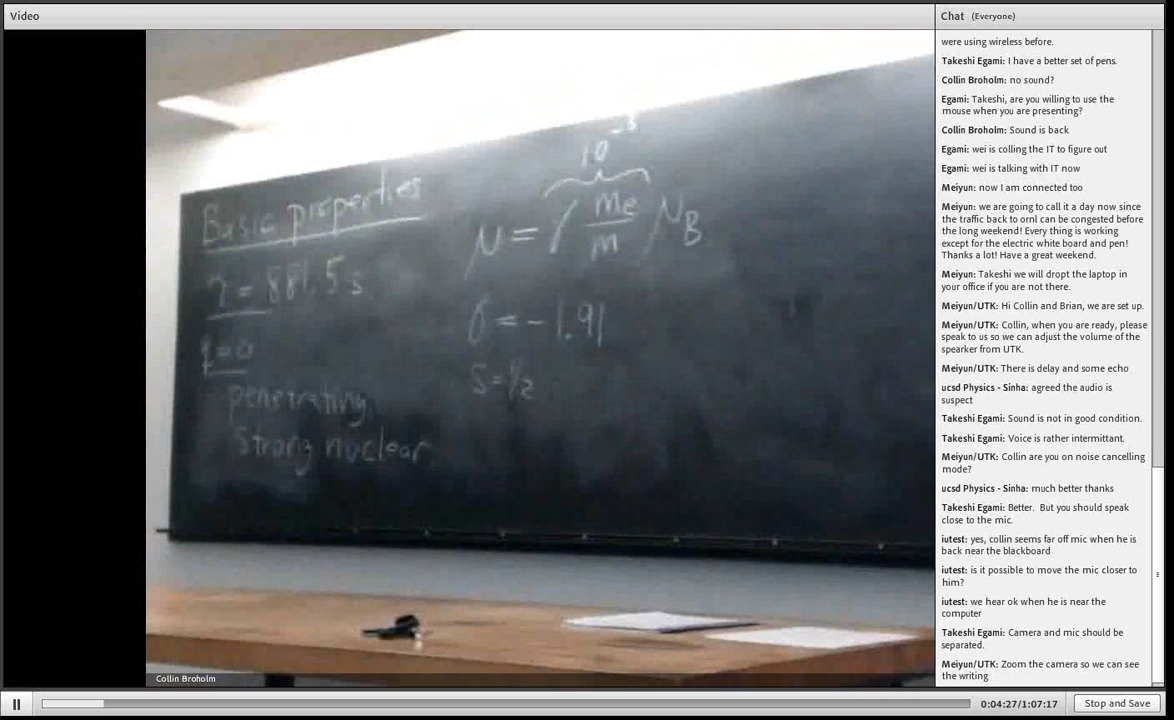 Video
Basic properties
τ = 881.5 s
q = 0
penetrating
Strong nuclear
10⁻³
μ = γ me/m μB
γ = -1.91
S = 1/2
Collin Broholm
Chat (Everyone)
were using wireless before.
Takeshi Egami: I have a better set of pens.
Collin Broholm: no sound?
Egami: Takeshi, are you willing to use the
mouse when you are presenting?
Collin Broholm: Sound is back
Egami: wei is colling the IT to figure out
Egami: wei is talking with IT now
Meiyun: now I am connected too
Meiyun: we are going to call it a day now since
the traffic back to ornl can be congested before
the long weekend! Every thing is working
except for the electric white board and pen!
Thanks a lot! Have a great weekend.
Meiyun: Takeshi we will dropt the laptop in
your office if you are not there.
Meiyun/UTK: Hi Collin and Brian, we are set up.
Meiyun/UTK: Collin, when you are ready, please
speak to us so we can adjust the volume of the
spearker from UTK.
Meiyun/UTK: There is delay and some echo
ucsd Physics - Sinha: agreed the audio is
suspect
Takeshi Egami: Sound is not in good condition.
Takeshi Egami: Voice is rather intermittant.
Meiyun/UTK: Collin are you on noise cancelling
mode?
ucsd Physics - Sinha: much better thanks
Takeshi Egami: Better. But you should speak
close to the mic.
iutest: yes, collin seems far off mic when he is
back near the blackboard
iutest: is it possible to move the mic closer to
him?
iutest: we hear ok when he is near the
computer
Takeshi Egami: Camera and mic should be
separated.
Meiyun/UTK: Zoom the camera so we can see
the writing
0:04:27/1:07:17
Stop and Save